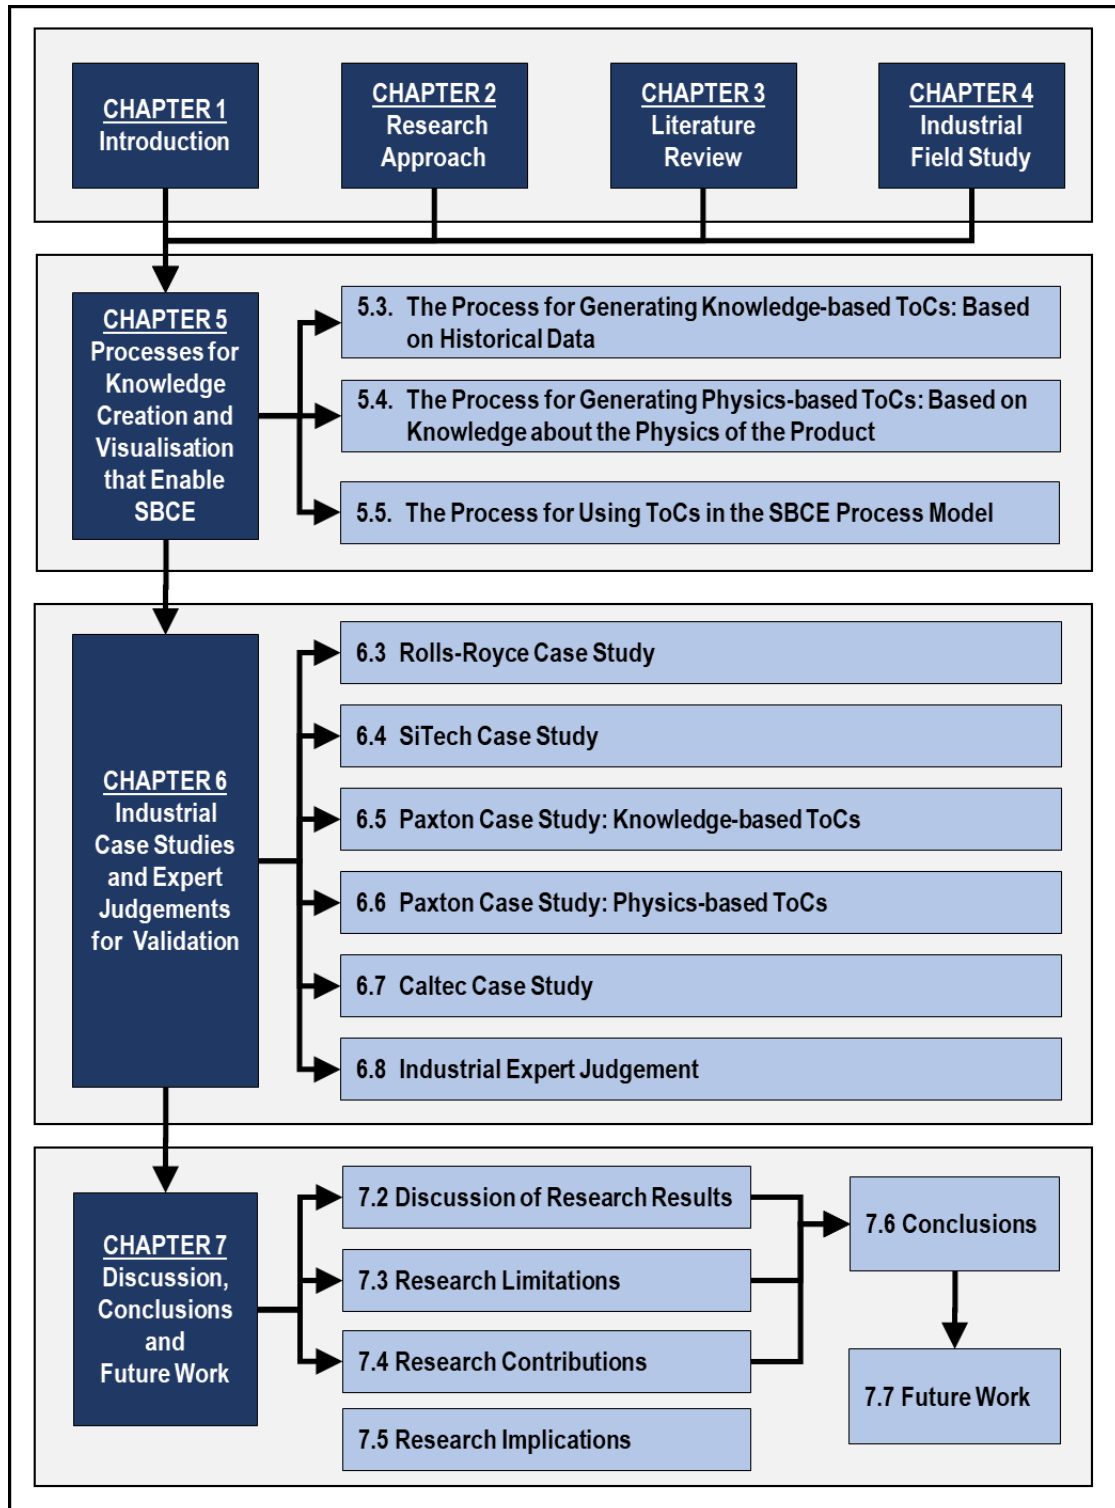 CHAPTER 1
Introduction
CHAPTER 2
Research
Approach
CHAPTER 3
Literature
Review
CHAPTER 4
Industrial
Field Study
CHAPTER 5
Processes for
Knowledge
Creation and
Visualisation
that Enable
SBCE
5.3. The Process for Generating Knowledge-based ToCs: Based
on Historical Data
5.4. The Process for Generating Physics-based ToCs: Based on
Knowledge about the Physics of the Product
5.5. The Process for Using ToCs in the SBCE Process Model
CHAPTER 6
Industrial
Case Studies
and Expert
Judgements
for Validation
6.3 Rolls-Royce Case Study
6.4 SiTech Case Study
6.5 Paxton Case Study: Knowledge-based ToCs
6.6 Paxton Case Study: Physics-based ToCs
6.7 Caltec Case Study
6.8 Industrial Expert Judgement
CHAPTER 7
Discussion,
Conclusions
and
Future Work
7.2 Discussion of Research Results
7.3 Research Limitations
7.4 Research Contributions
7.5 Research Implications
7.6 Conclusions
7.7 Future Work